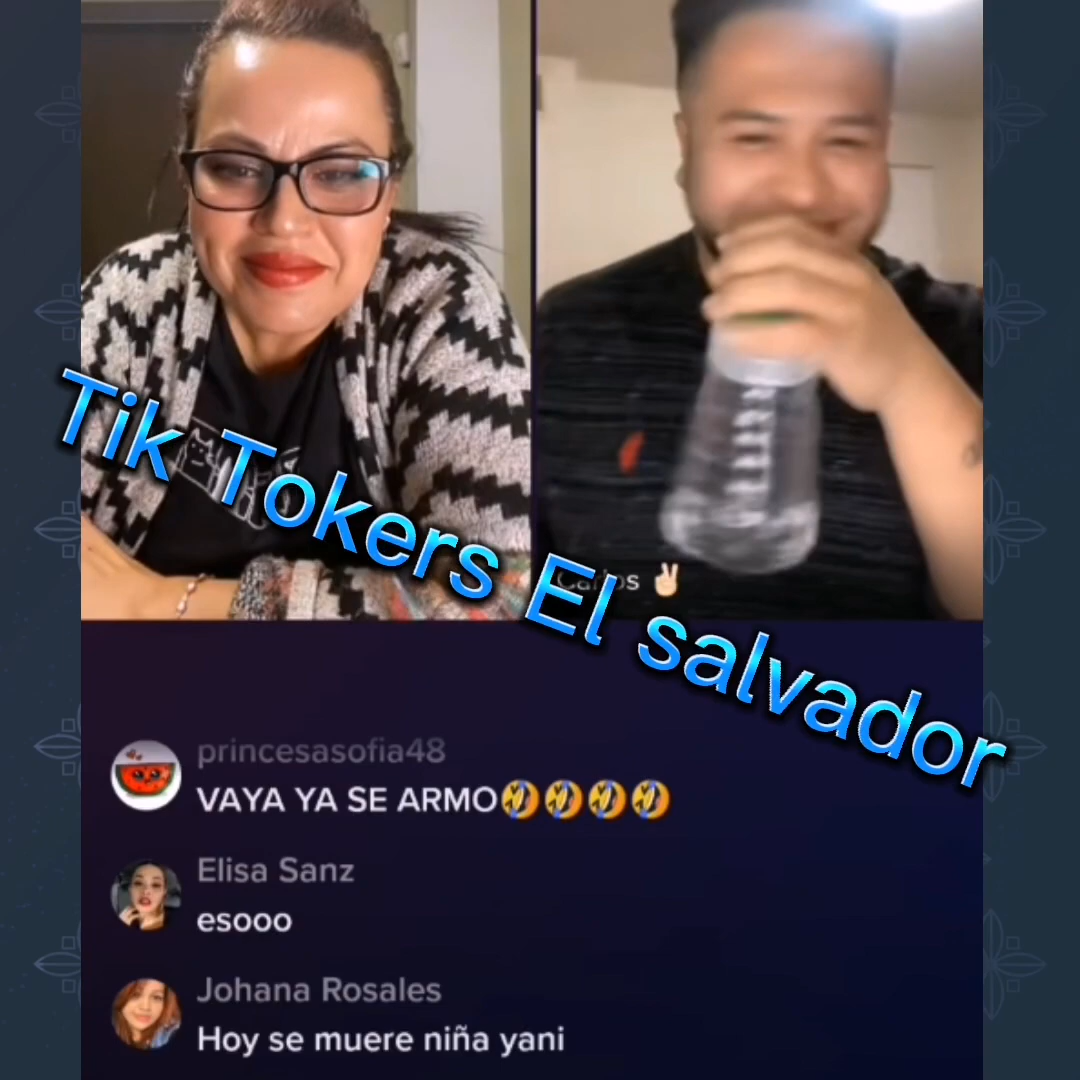 Tik Tokers El salvador
Carlos ✌🏻
princesasofia48
VAYA YA SE ARMO🤣🤣🤣🤣
Elisa Sanz
esooo
Johana Rosales
Hoy se muere niña yani